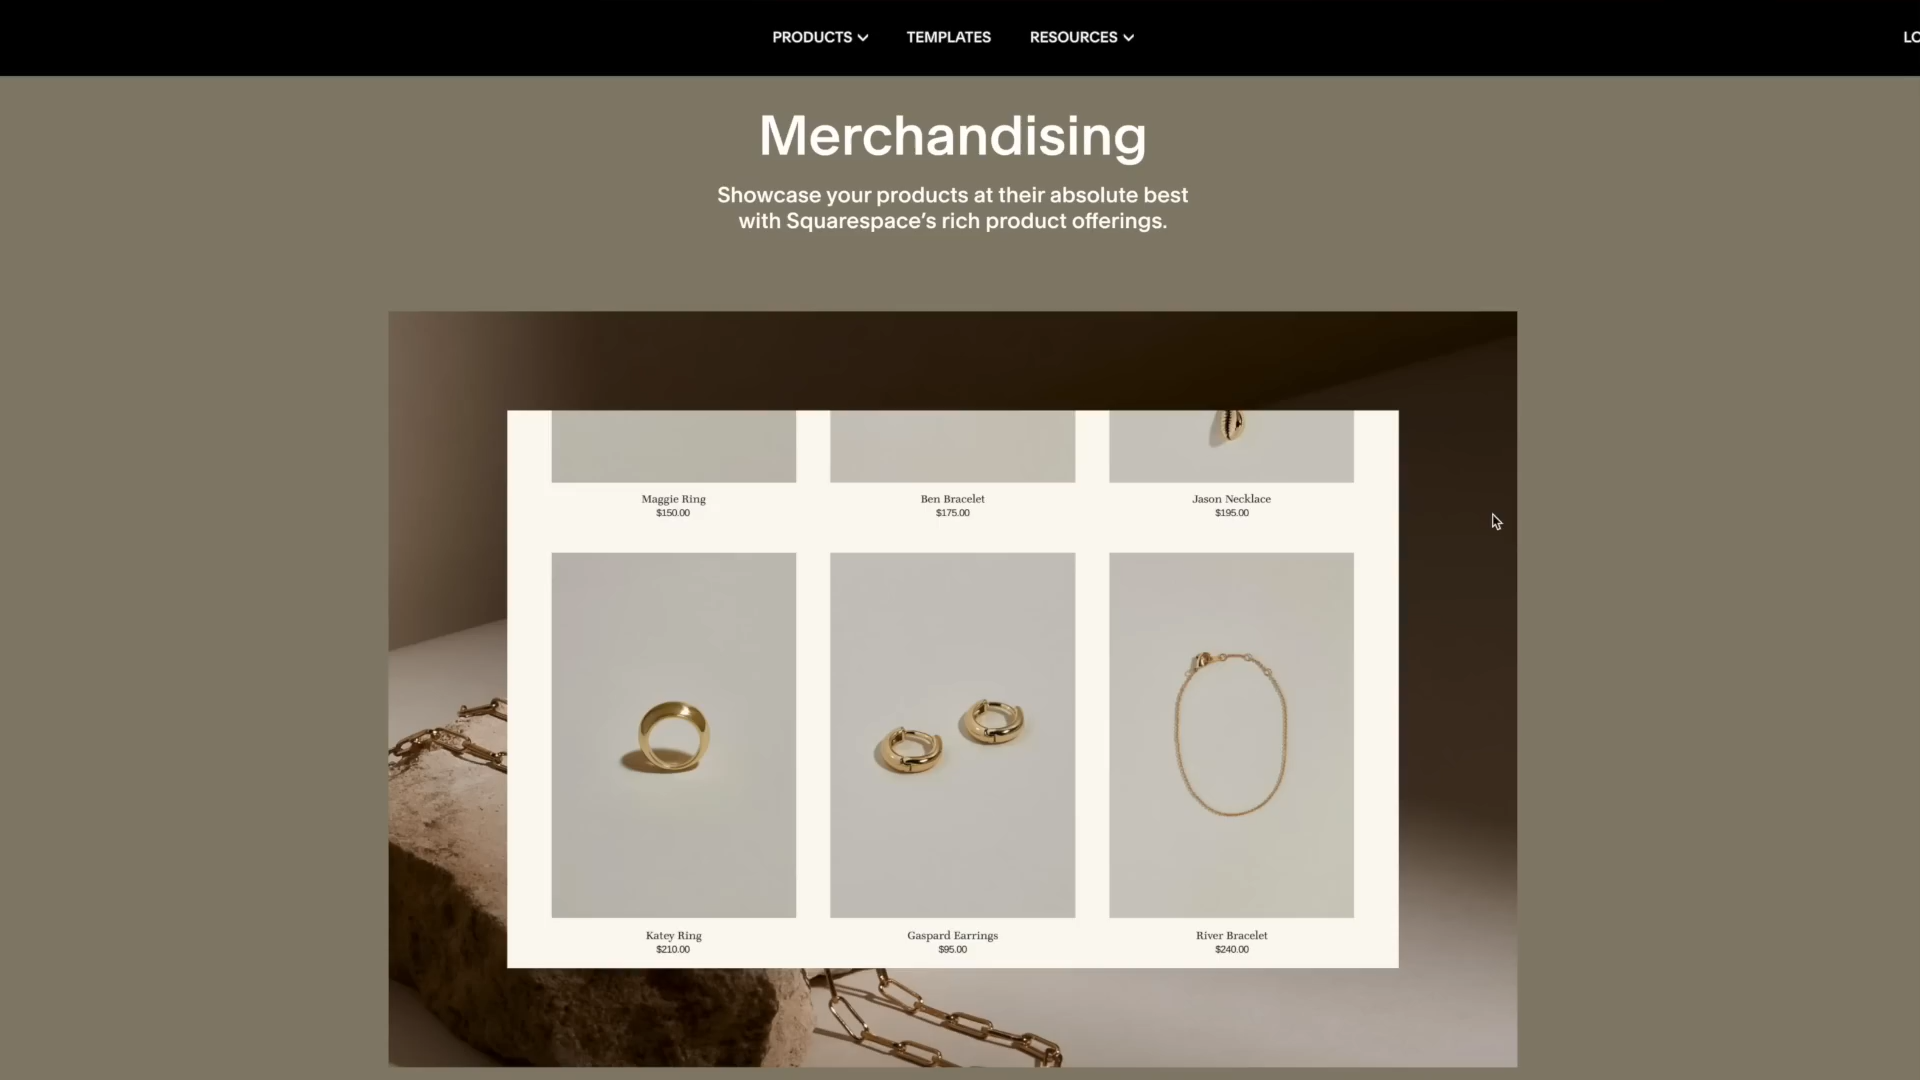 PRODUCTS
TEMPLATES
RESOURCES
LO
Merchandising
Showcase your products at their absolute best
with Squarespace’s rich product offerings.
Maggie Ring
$150.00
Ben Bracelet
$175.00
Jason Necklace
$195.00
Katey Ring
$210.00
Gaspard Earrings
$95.00
River Bracelet
$240.00